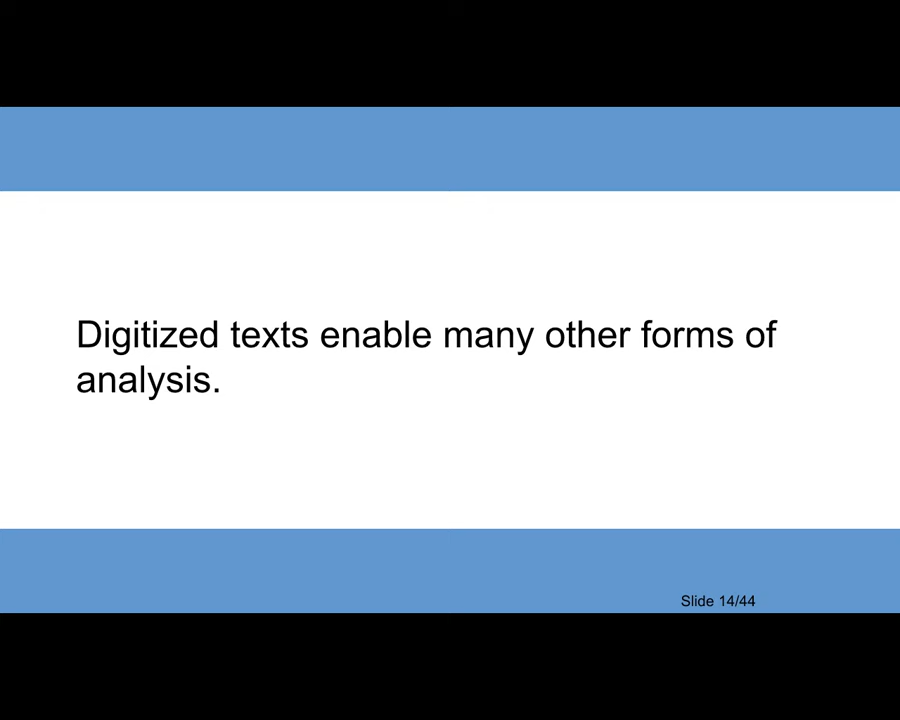 Digitized texts enable many other forms of
analysis.
Slide 14/44